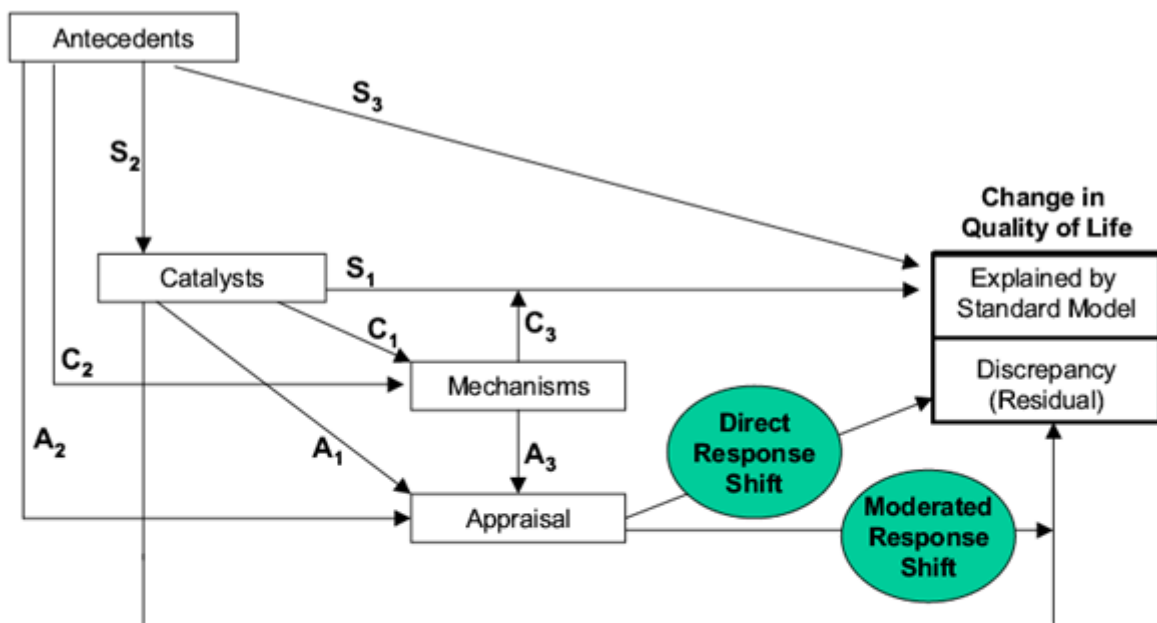 Antecedents
S3
S2
Change in
Quality of Life
Catalysts
S1
Explained by
Standard Model
C1
C3
C2
Mechanisms
Discrepancy
(Residual)
A2
A1
A3
Direct
Response
Shift
Appraisal
Moderated
Response
Shift